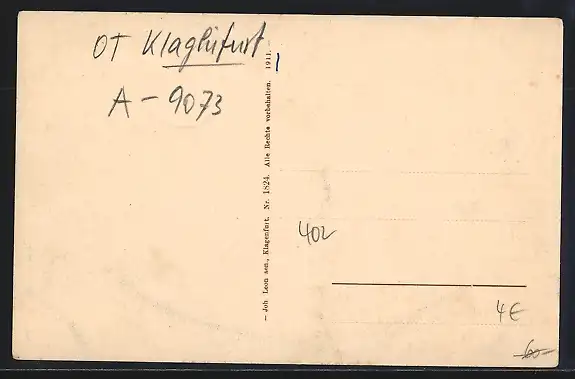 OT Klagenfurt
A - 9073
— Joh. Leon sen., Klagenfurt. Nr. 1824. Alle Rechte vorbehalten. 1911. —
402
4€
60-